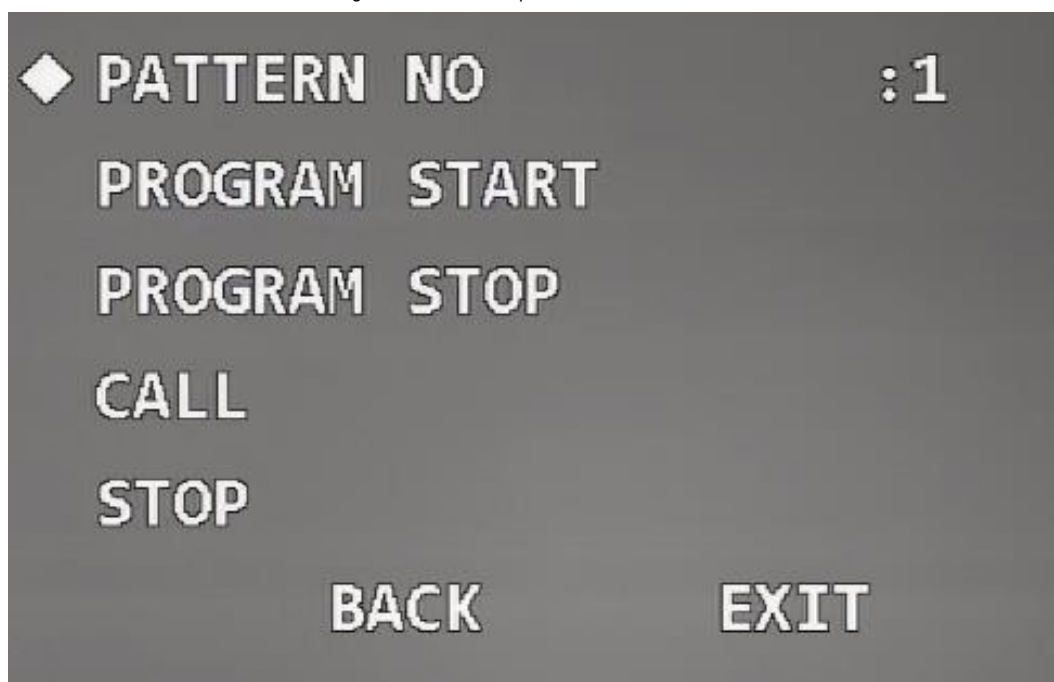 PATTERN NO :1
PROGRAM START
PROGRAM STOP
CALL
STOP
BACK EXIT